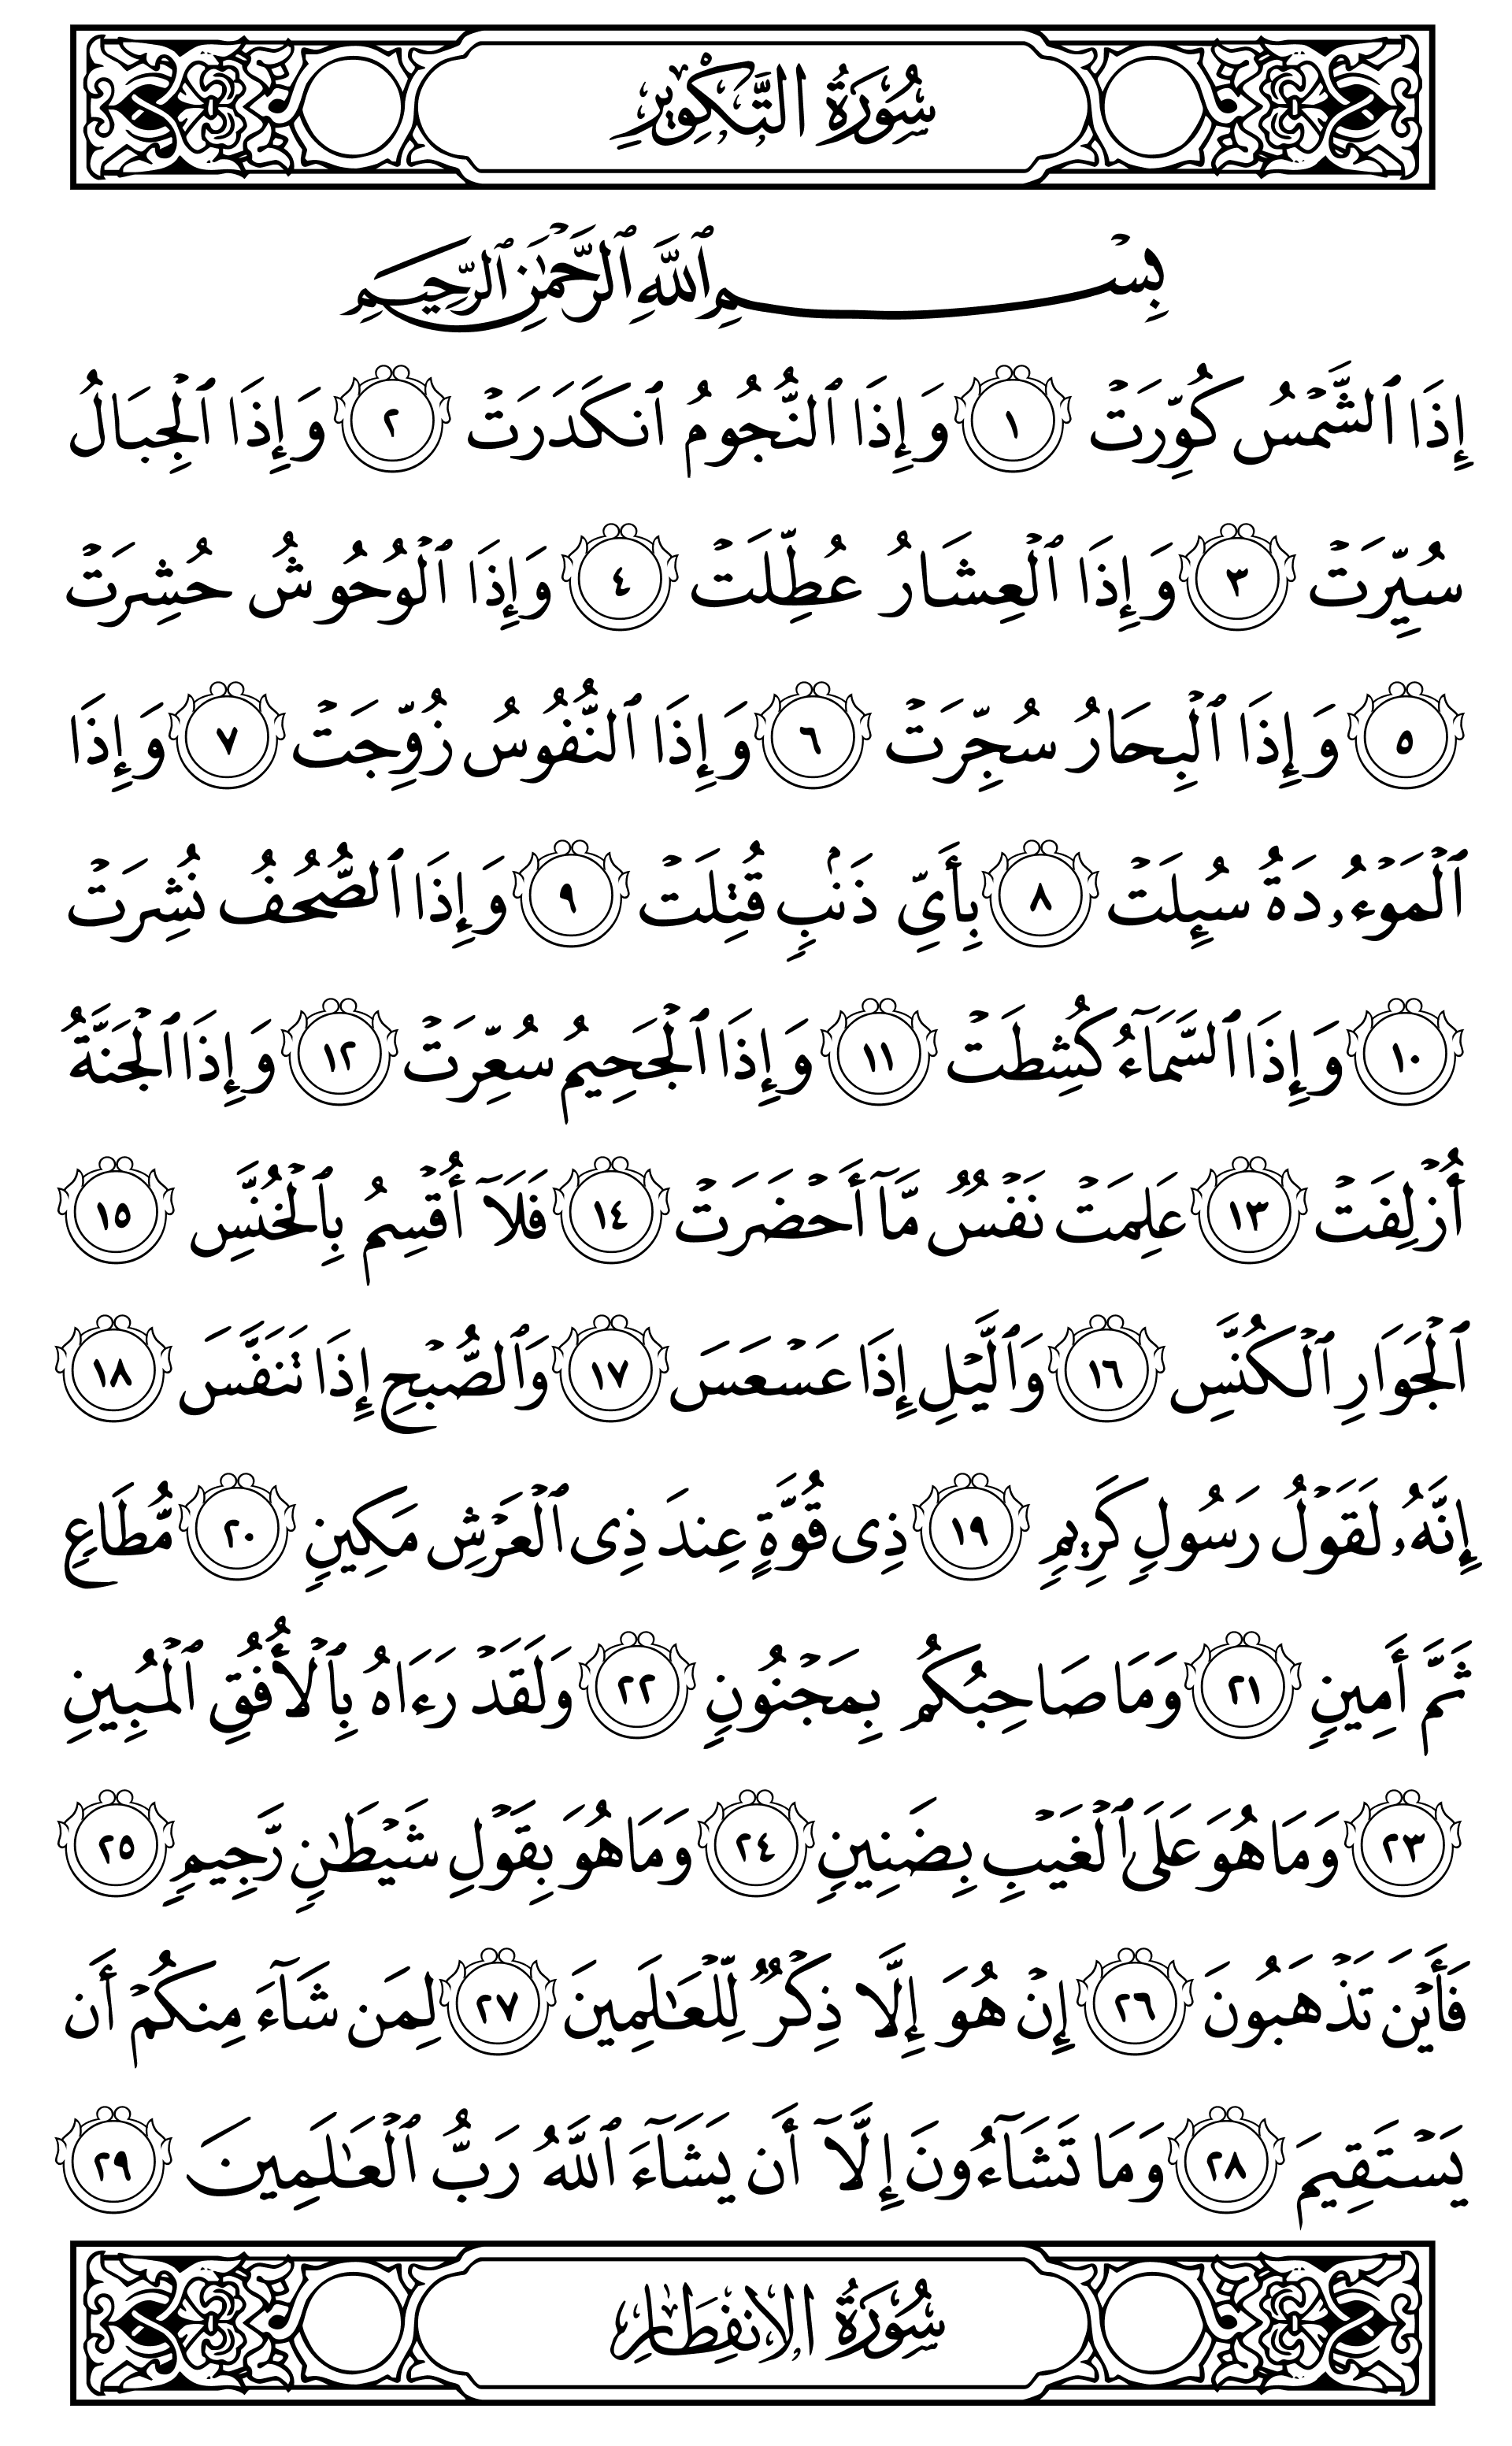 سُورَةُ التَّكْوِيرِ
بِسْمِ ٱللَّهِ ٱلرَّحْمَٰنِ ٱلرَّحِيمِ
إِذَا ٱلشَّمْسُ كُوِّرَتْ ١ وَإِذَا ٱلنُّجُومُ ٱنكَدَرَتْ ٢ وَإِذَا ٱلْجِبَالُ
سُيِّرَتْ ٣ وَإِذَا ٱلْعِشَارُ عُطِّلَتْ ٤ وَإِذَا ٱلْوُحُوشُ حُشِرَتْ
٥ وَإِذَا ٱلْبِحَارُ سُجِّرَتْ ٦ وَإِذَا ٱلنُّفُوسُ زُوِّجَتْ ٧ وَإِذَا
ٱلْمَوْءُۥدَةُ سُئِلَتْ ٨ بِأَىِّ ذَنۢبٍ قُتِلَتْ ٩ وَإِذَا ٱلصُّحُفُ نُشِرَتْ
١٠ وَإِذَا ٱلسَّمَآءُ كُشِطَتْ ١١ وَإِذَا ٱلْجَحِيمُ سُعِّرَتْ ١٢ وَإِذَا ٱلْجَنَّةُ
أُزْلِفَتْ ١٣ عَلِمَتْ نَفْسٌ مَّآ أَحْضَرَتْ ١٤ فَلَآ أُقْسِمُ بِٱلْخُنَّسِ ١٥
ٱلْجَوَارِ ٱلْكُنَّسِ ١٦ وَٱلَّيْلِ إِذَا عَسْعَسَ ١٧ وَٱلصُّبْحِ إِذَا تَنَفَّسَ ١٨
إِنَّهُۥ لَقَوْلُ رَسُولٍ كَرِيمٍ ١٩ ذِى قُوَّةٍ عِندَ ذِى ٱلْعَرْشِ مَكِينٍ ٢٠ مُّطَاعٍ
ثَمَّ أَمِينٍ ٢١ وَمَا صَاحِبُكُم بِمَجْنُونٍ ٢٢ وَلَقَدْ رَءَاهُ بِٱلْأُفُقِ ٱلْمُبِينِ
٢٣ وَمَا هُوَ عَلَى ٱلْغَيْبِ بِضَنِينٍ ٢٤ وَمَا هُوَ بِقَوْلِ شَيْطَٰنٍ رَّجِيمٍ ٢٥
فَأَيْنَ تَذْهَبُونَ ٢٦ إِنْ هُوَ إِلَّا ذِكْرٌ لِّلْعَٰلَمِينَ ٢٧ لِمَن شَآءَ مِنكُمْ أَن
يَسْتَقِيمَ ٢٨ وَمَا تَشَآءُونَ إِلَّآ أَن يَشَآءَ ٱللَّهُ رَبُّ ٱلْعَٰلَمِينَ ٢٩
سُورَةُ الِانفِطَارِ